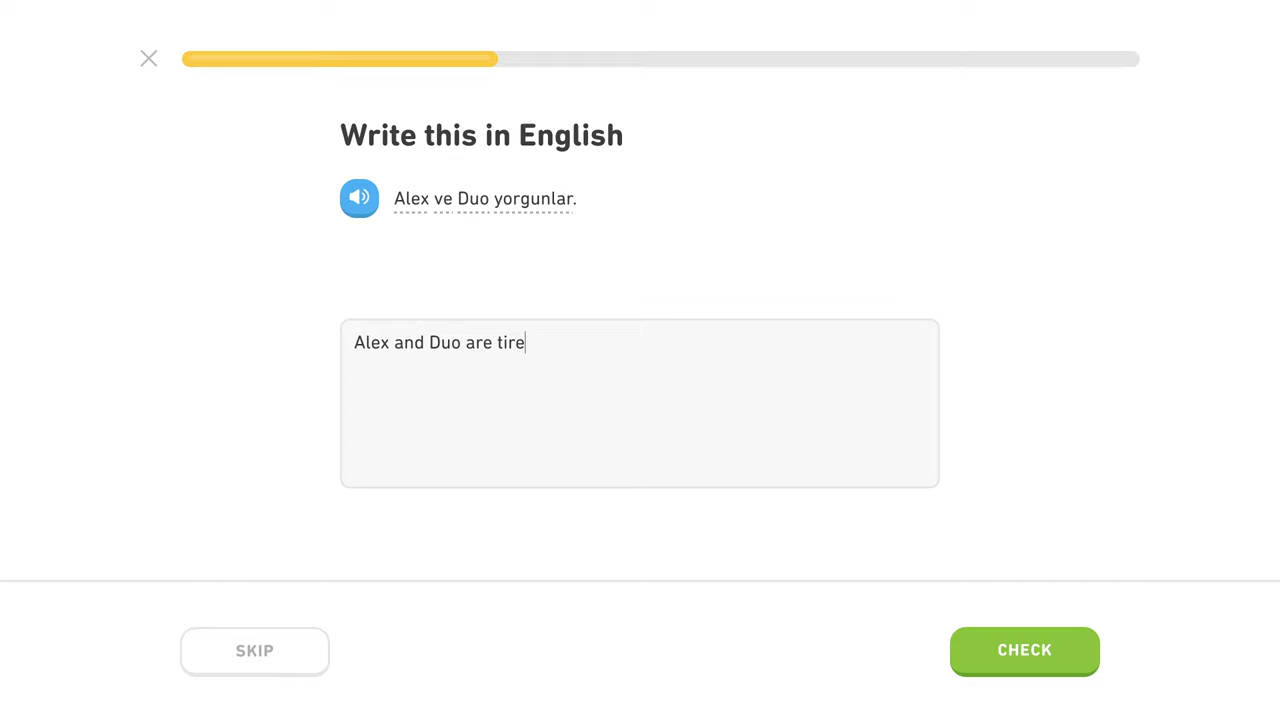 Write this in English
Alex ve Duo yorgunlar.
Alex and Duo are tire
SKIP
CHECK